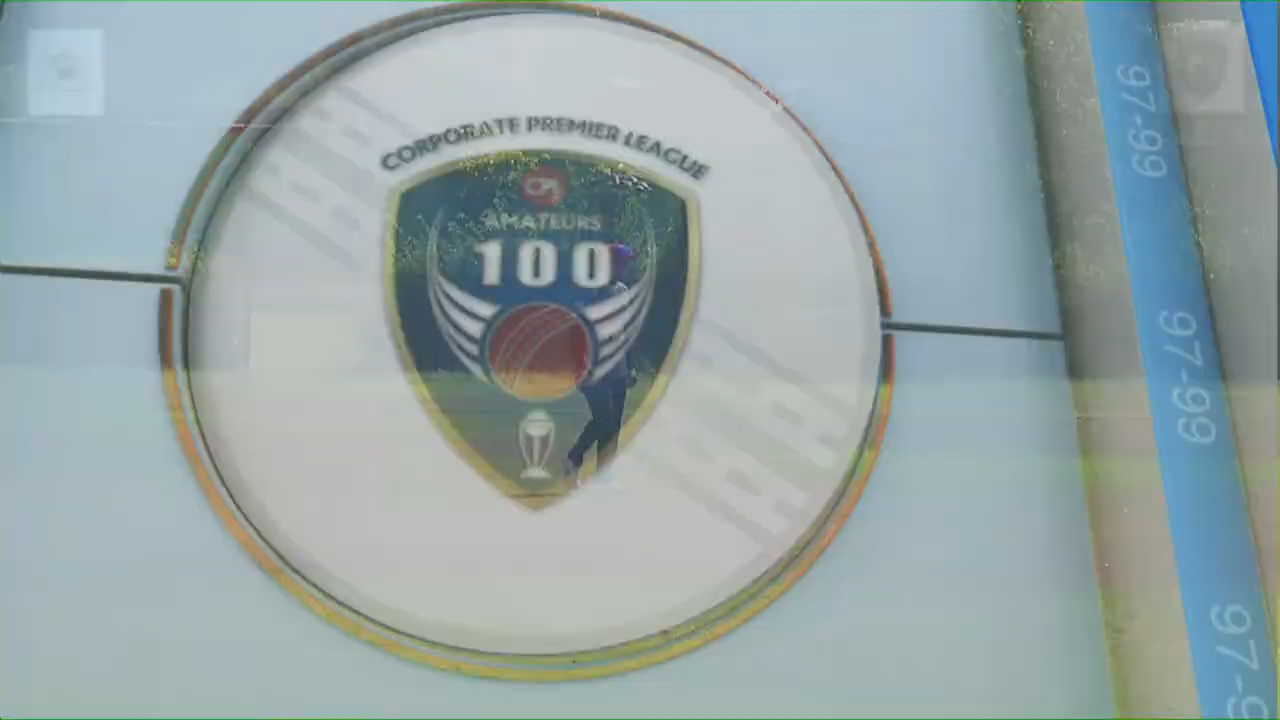 CORPORATE PREMIER LEAGUE
AMATEURS
100
97-99
97-99